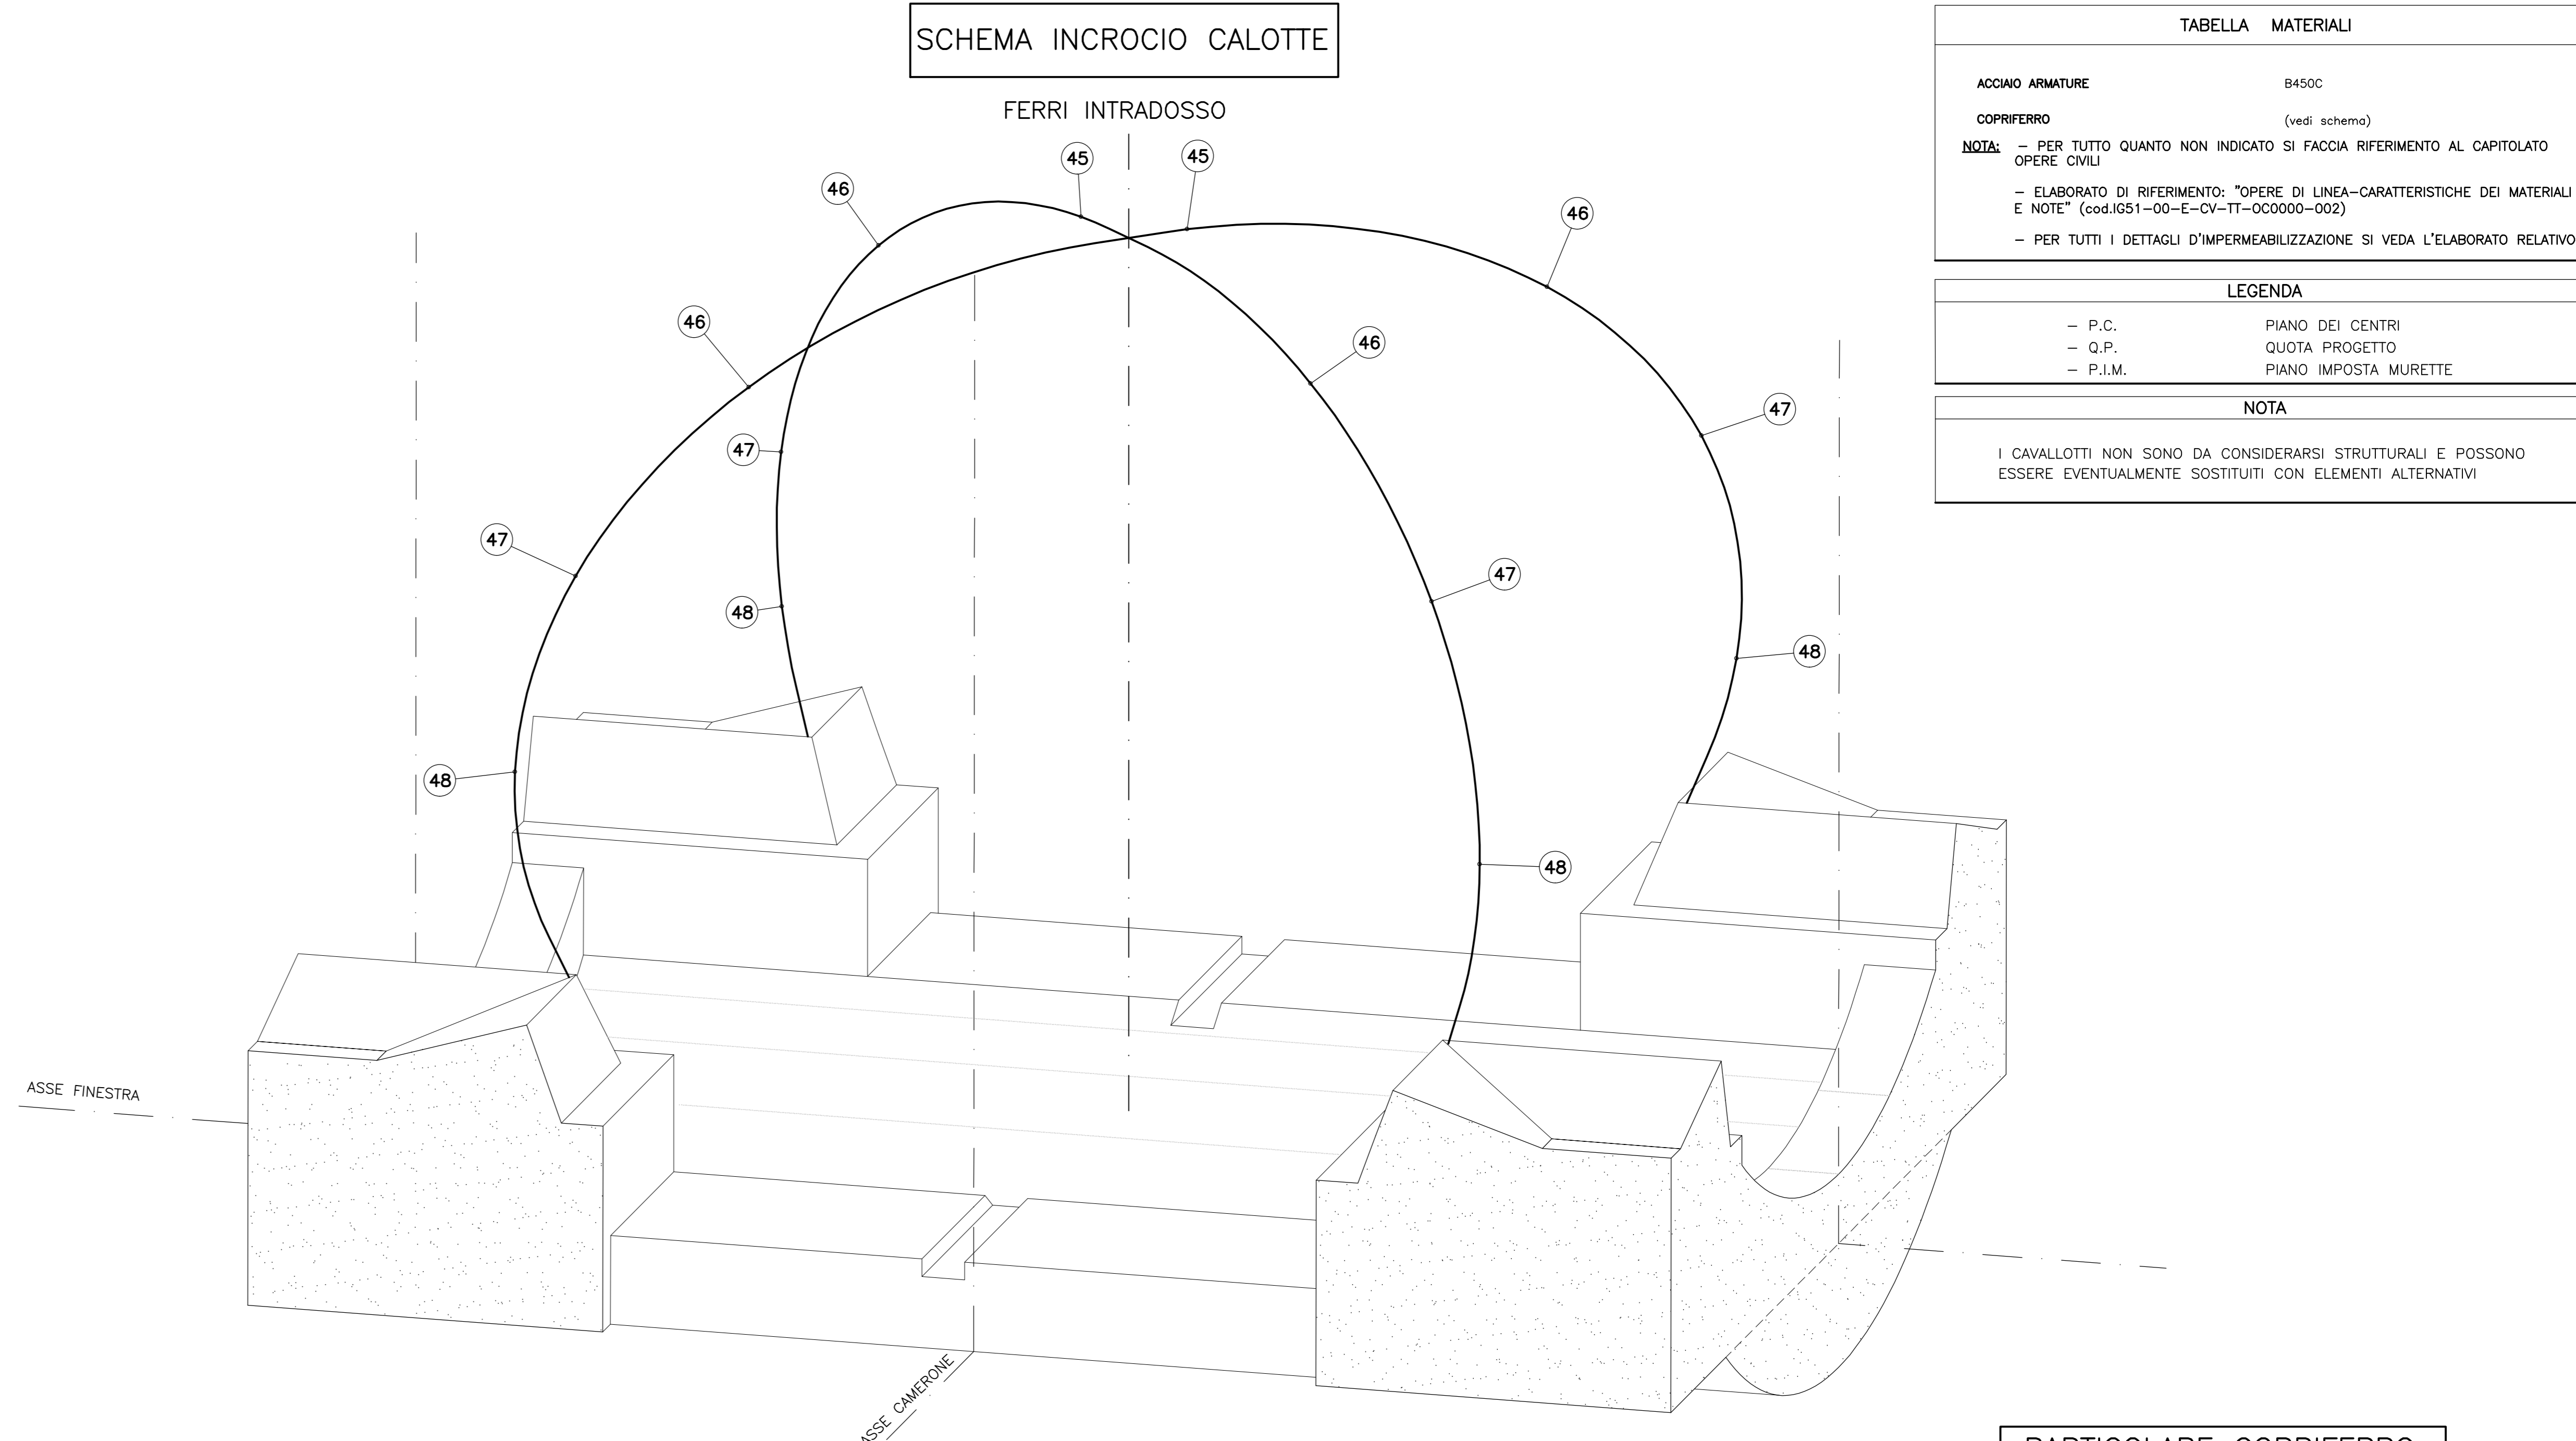 SCHEMA INCROCIO CALOTTE
FERRI INTRADOSSO
45
45
46
46
46
46
47
47
47
47
48
48
48
48
ASSE FINESTRA
ASSE CAMERONE
TABELLA MATERIALI
ACCIAIO ARMATURE B450C
COPRIFERRO (vedi schema)
NOTA: – PER TUTTO QUANTO NON INDICATO SI FACCIA RIFERIMENTO AL CAPITOLATO
OPERE CIVILI
– ELABORATO DI RIFERIMENTO: "OPERE DI LINEA–CARATTERISTICHE DEI MATERIALI
E NOTE" (cod.IG51–00–E–CV–TT–OC0000–002)
– PER TUTTI I DETTAGLI D'IMPERMEABILIZZAZIONE SI VEDA L'ELABORATO RELATIVO
LEGENDA
– P.C. PIANO DEI CENTRI
– Q.P. QUOTA PROGETTO
– P.I.M. PIANO IMPOSTA MURETTE
NOTA
I CAVALLOTTI NON SONO DA CONSIDERARSI STRUTTURALI E POSSONO
ESSERE EVENTUALMENTE SOSTITUITI CON ELEMENTI ALTERNATIVI
PARTICOLARE COPRIFERRO